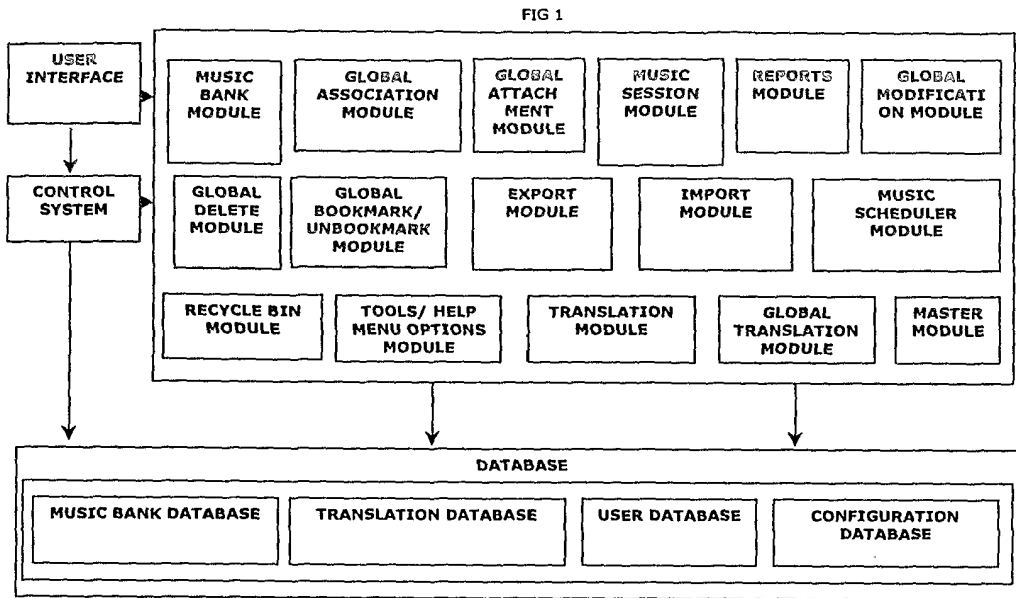 FIG 1
USER
INTERFACE
CONTROL
SYSTEM
MUSIC
BANK
MODULE
GLOBAL
ASSOCIATION
MODULE
GLOBAL
ATTACH
MENT
MODULE
MUSIC
SESSION
MODULE
REPORTS
MODULE
GLOBAL
MODIFICATI
ON MODULE
GLOBAL
DELETE
MODULE
GLOBAL
BOOKMARK/
UNBOOKMARK
MODULE
EXPORT
MODULE
IMPORT
MODULE
MUSIC
SCHEDULER
MODULE
RECYCLE BIN
MODULE
TOOLS/ HELP
MENU OPTIONS
MODULE
TRANSLATION
MODULE
GLOBAL
TRANSLATION
MODULE
MASTER
MODULE
DATABASE
MUSIC BANK DATABASE
TRANSLATION DATABASE
USER DATABASE
CONFIGURATION
DATABASE